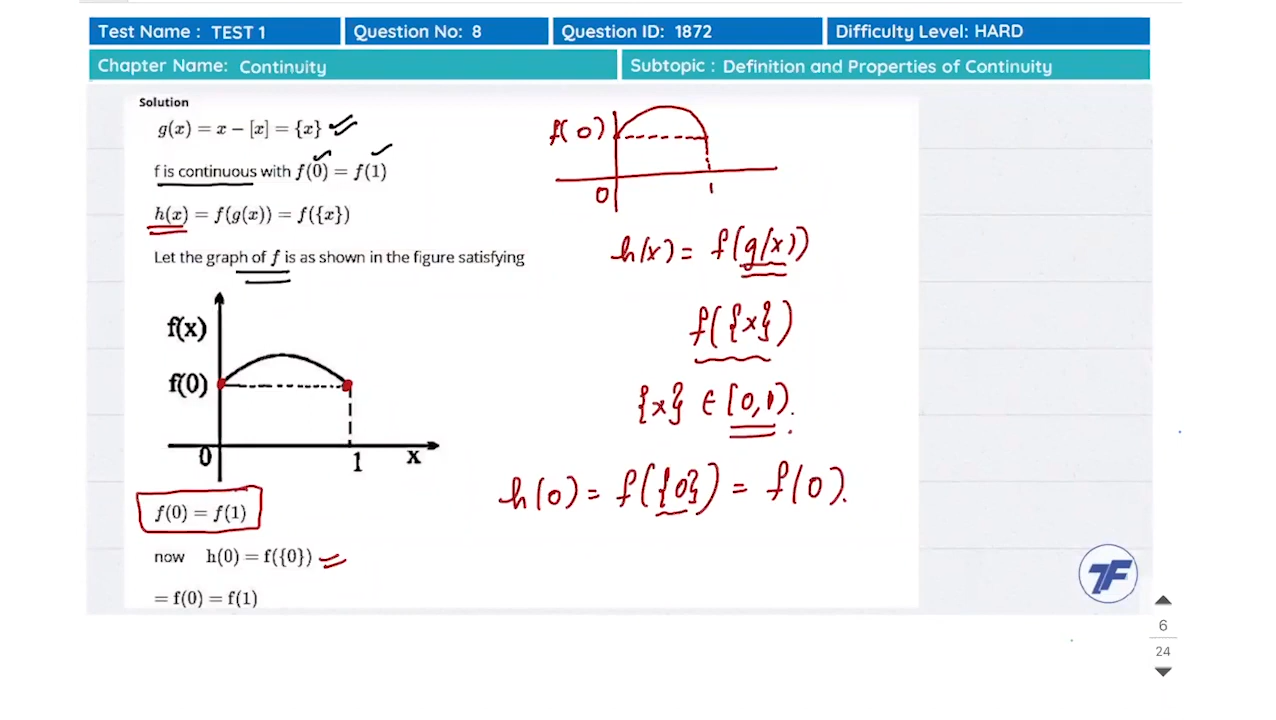 Test Name : TEST 1
Question No: 8
Question ID: 1872
Difficulty Level: HARD
Chapter Name: Continuity
Subtopic : Definition and Properties of Continuity
Solution
g(x) = x − [x] = {x}
f is continuous with f(0) = f(1)
h(x) = f(g(x)) = f({x})
Let the graph of f is as shown in the figure satisfying
f(x)
f(0)
0
1
x
f(0) = f(1)
now h(0) = f({0})
= f(0) = f(1)
f(0)
0
1
h(x) = f(g(x))
f({x})
{x} ∈ [0,1).
h(0) = f({0}) = f(0).
TF
6
24